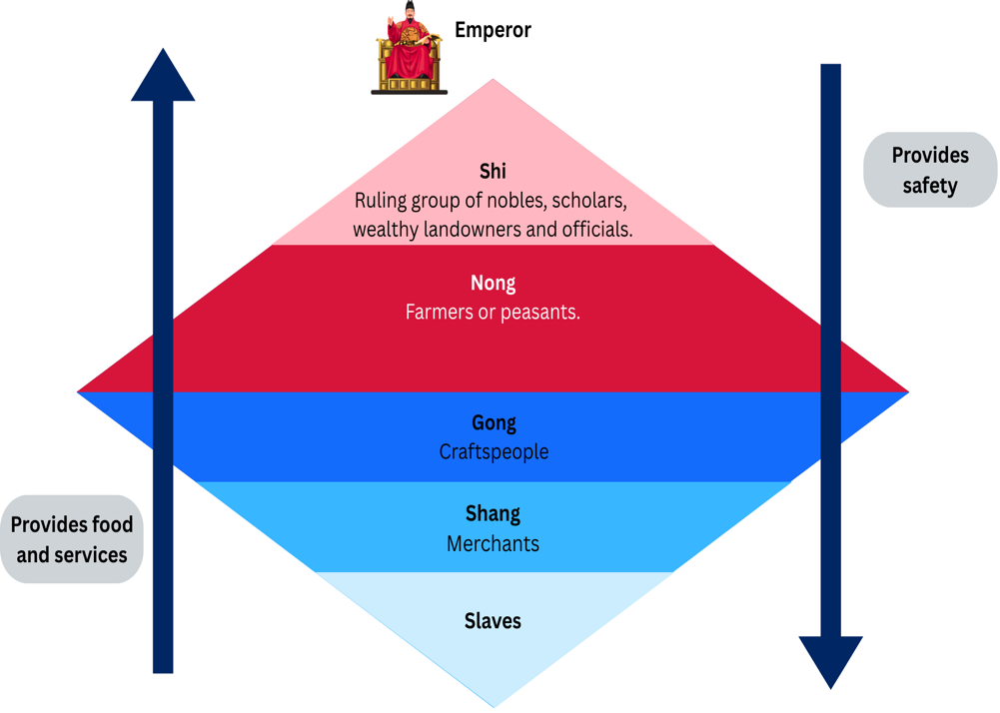 Emperor
Provides
safety
Shi
Ruling group of nobles, scholars,
wealthy landowners and officials.
Nong
Farmers or peasants.
Gong
Craftspeople
Provides food
and services
Shang
Merchants
Slaves